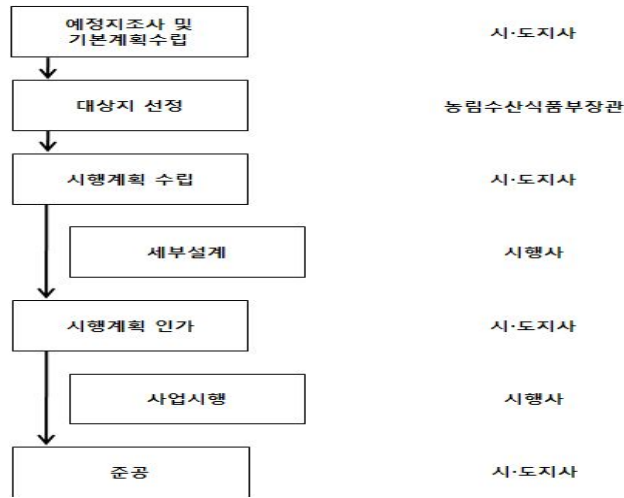 예정지조사 및
기본계획수립
시·도지사
대상지 선정
농림수산식품부장관
시행계획 수립
시·도지사
세부설계
시행사
시행계획 인가
시·도지사
사업시행
시행사
준공
시·도지사